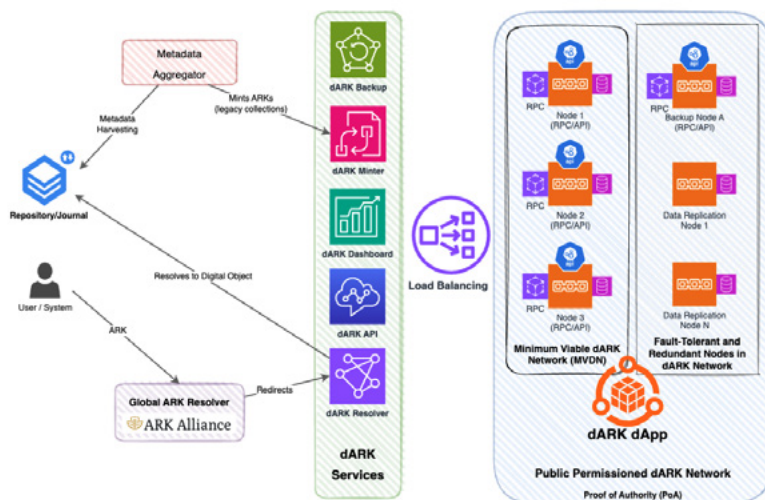 Metadata
Aggregator
Metadata
Harvesting
Mints ARKs
(legacy collections)
Repository/Journal
Resolves to Digital Object
User / System
ARK
Global ARK Resolver
ARK Alliance
Redirects
dARK Backup
dARK Minter
dARK Dashboard
dARK API
dARK Resolver
dARK
Services
Load Balancing
api
RPC
Node 1
(RPC/API)
api
RPC
Node 2
(RPC/API)
api
RPC
Node 3
(RPC/API)
Minimum Viable dARK
Network (MVDN)
api
RPC
Backup Node A
(RPC/API)
Data Replication
Node 1
Data Replication
Node N
Fault-Tolerant and
Redundant Nodes in
dARK Network
dARK dApp
Public Permissioned dARK Network
Proof of Authority (PoA)